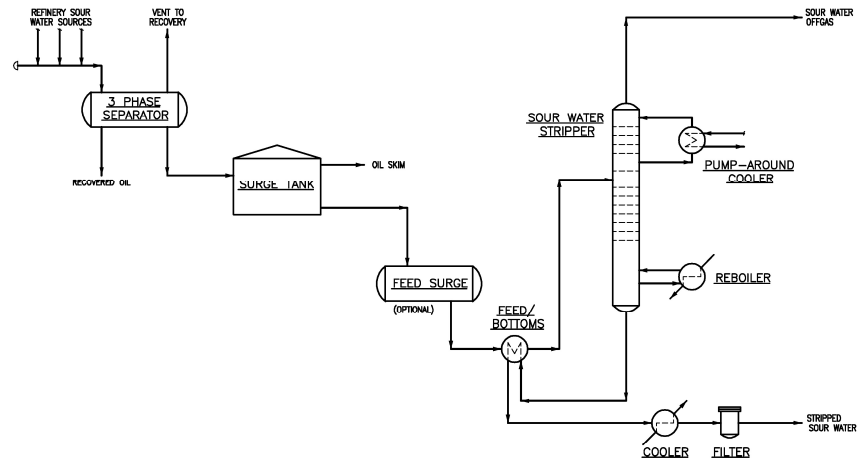 REFINERY SOUR
WATER SOURCES
VENT TO
RECOVERY
SOUR WATER
OFFGAS
3 PHASE
SEPARATOR
SOUR WATER
STRIPPER
RECOVERED OIL
OIL SKIM
SURGE TANK
PUMP-AROUND
COOLER
FEED SURGE
(OPTIONAL)
FEED/
BOTTOMS
REBOILER
STRIPPED
SOUR WATER
COOLER
FILTER